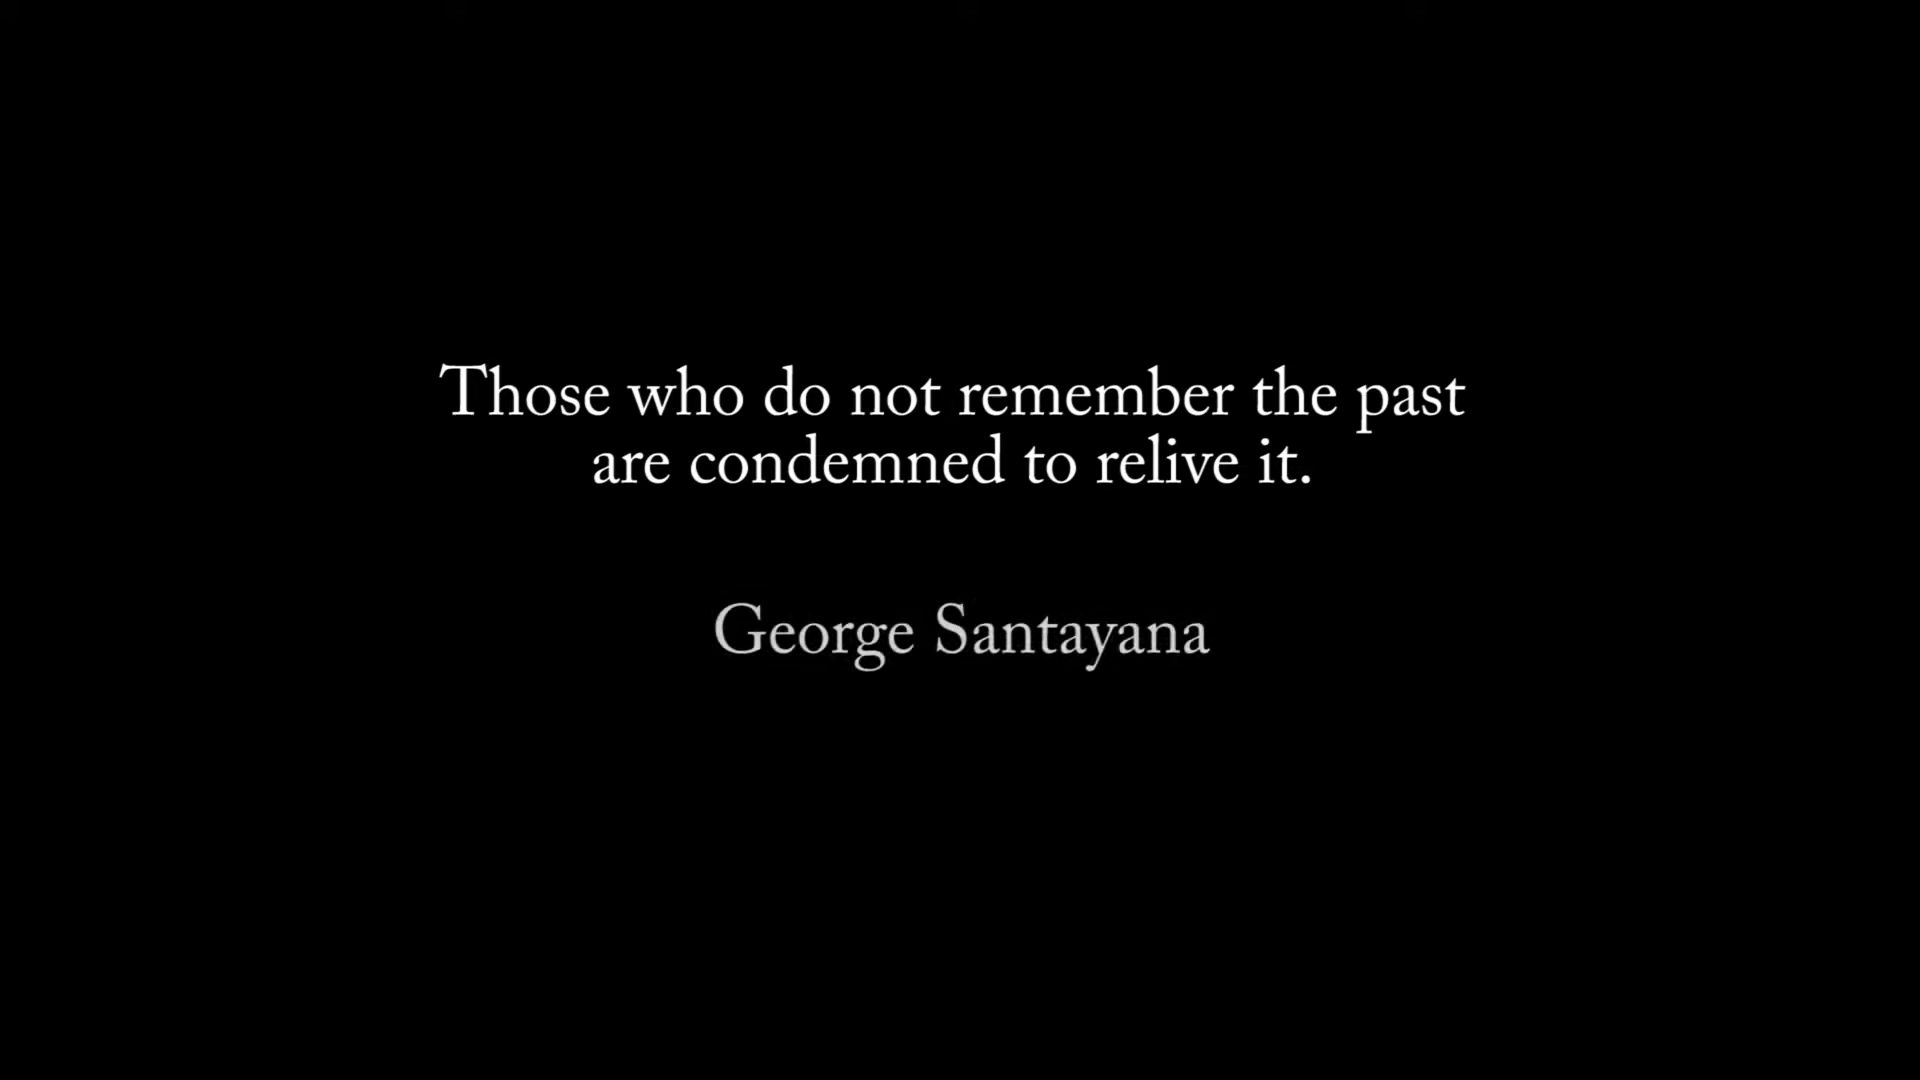 Those who do not remember the past
are condemned to relive it.
George Santayana